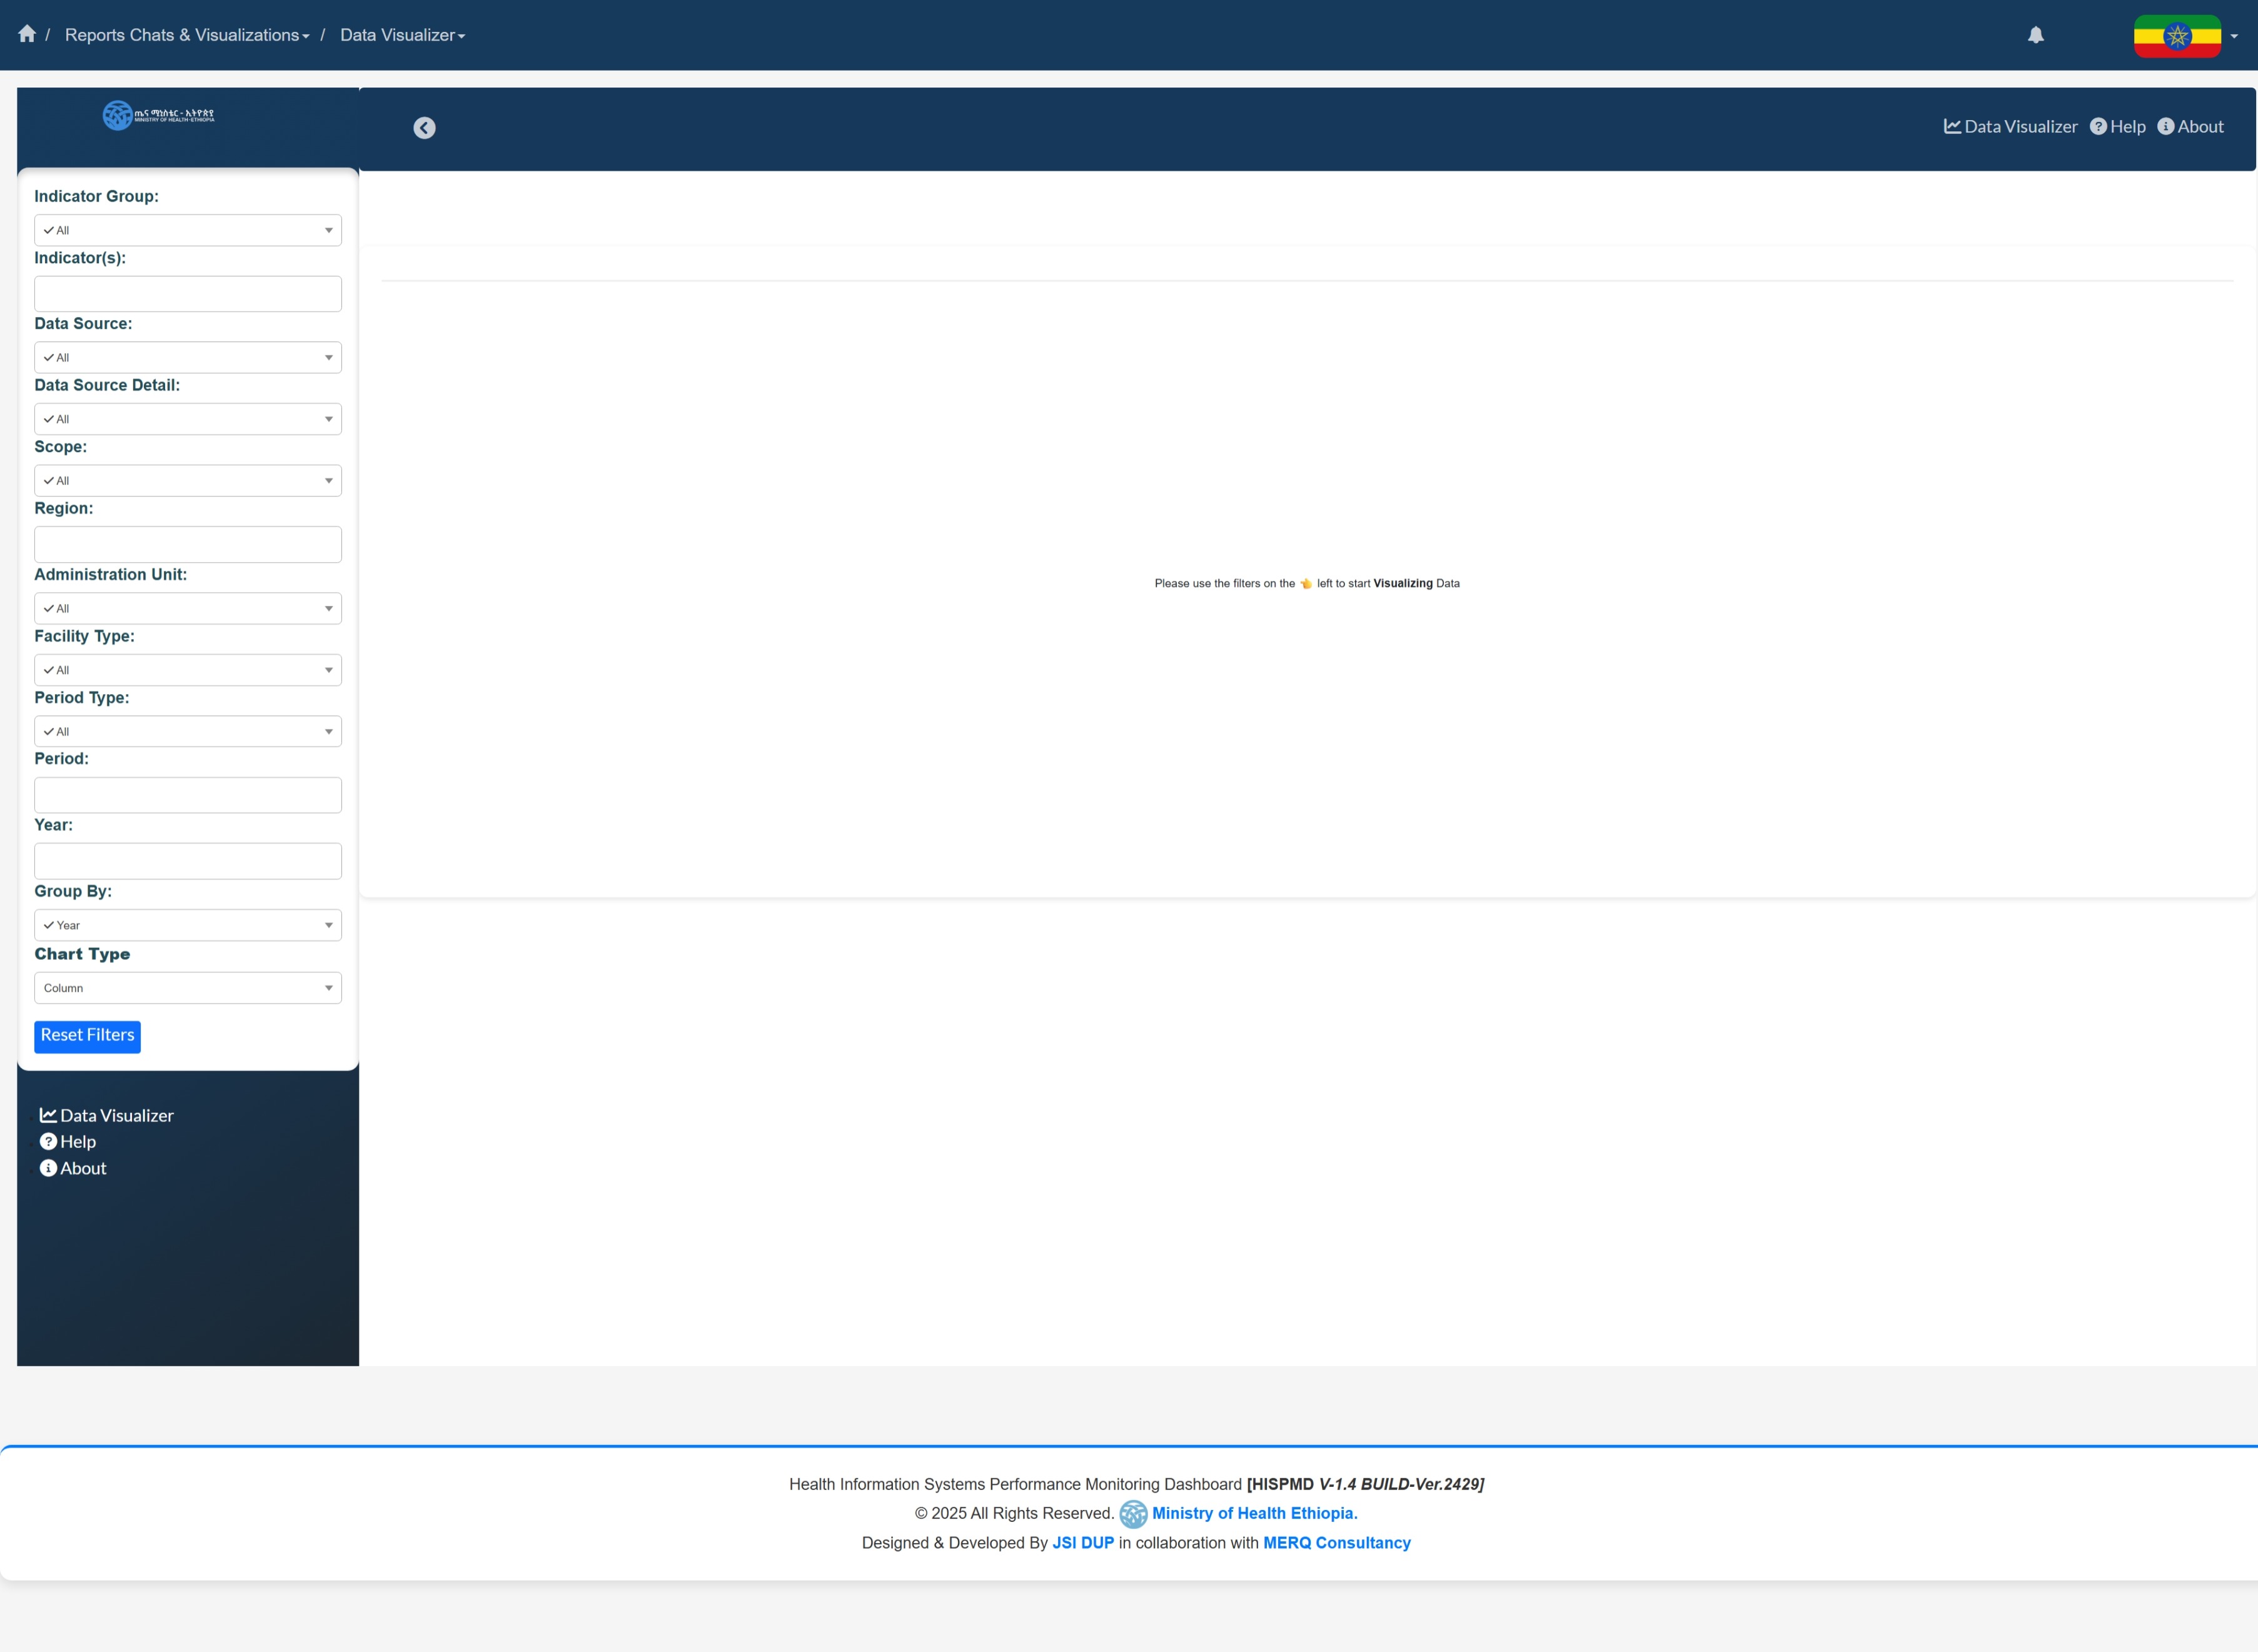 / Reports Chats & Visualizations / Data Visualizer
ጤና ሚኒስቴር - ኢትዮጵያ
MINISTRY OF HEALTH-ETHIOPIA
Data Visualizer Help About
Indicator Group:
All
Indicator(s):
Data Source:
All
Data Source Detail:
All
Scope:
All
Region:
Administration Unit:
All
Facility Type:
All
Period Type:
All
Period:
Year:
Group By:
Year
Chart Type
Column
Reset Filters
Data Visualizer
Help
About
Please use the filters on the 👈 left to start Visualizing Data
Health Information Systems Performance Monitoring Dashboard [HISPMD V-1.4 BUILD-Ver.2429]
© 2025 All Rights Reserved. Ministry of Health Ethiopia.
Designed & Developed By JSI DUP in collaboration with MERQ Consultancy